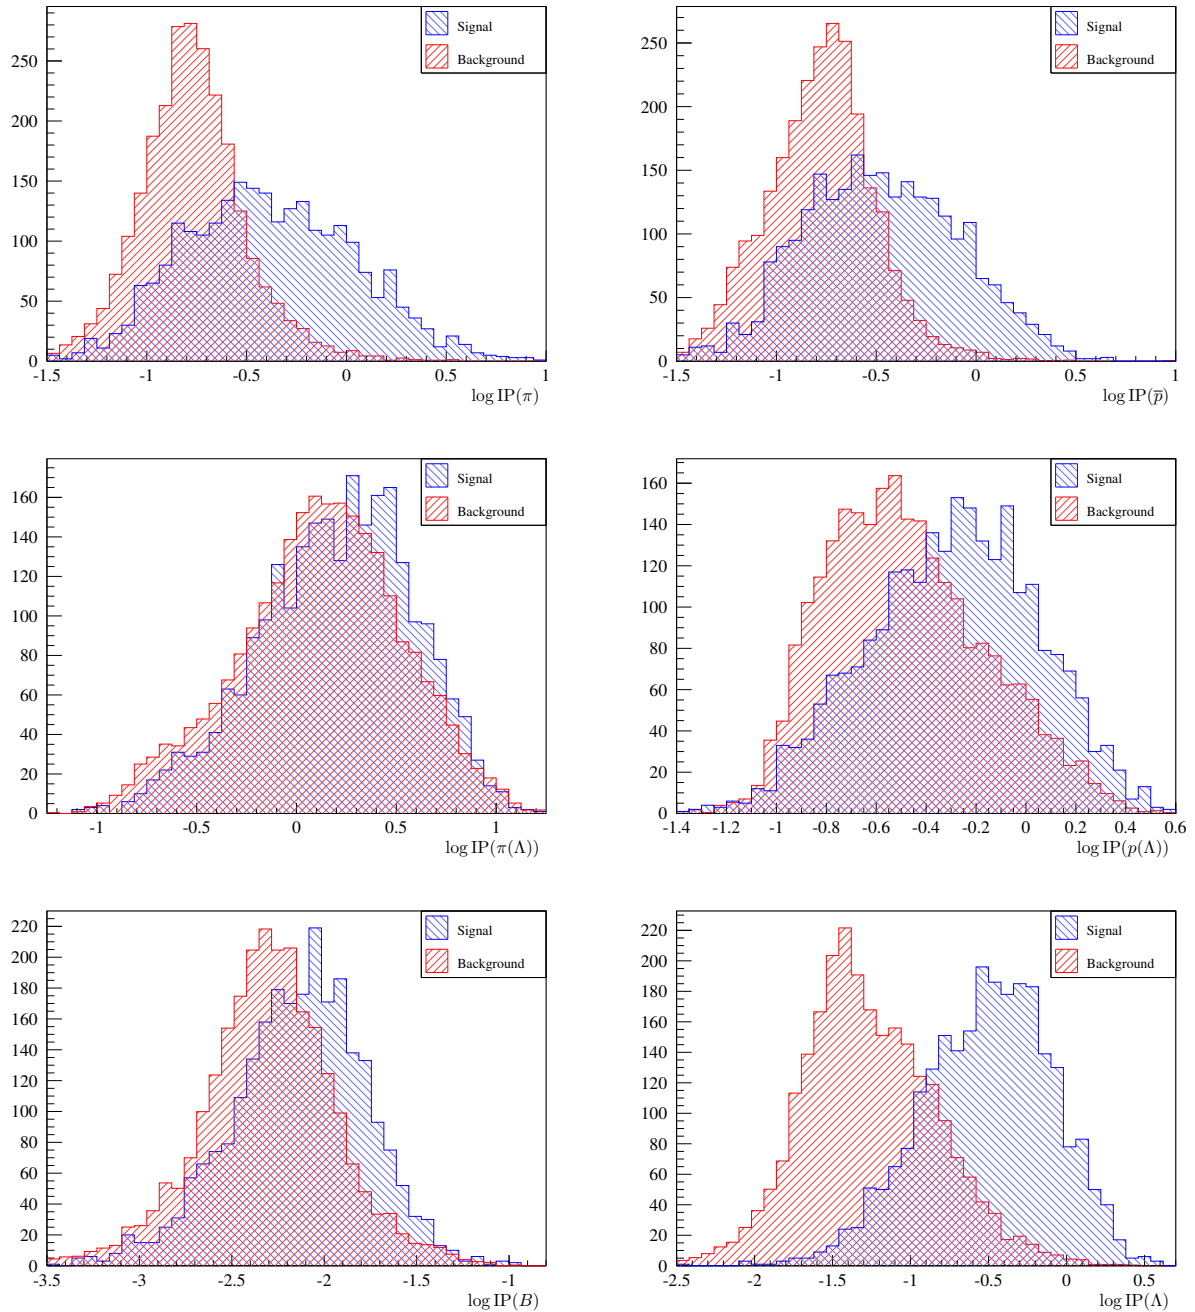 Signal
Background
250
200
150
100
50
0
-1.5 -1 -0.5 0 0.5 1
log IP(π)
Signal
Background
250
200
150
100
50
0
-1.5 -1 -0.5 0 0.5 1
log IP(p̅)
Signal
Background
160
140
120
100
80
60
40
20
0
-1 -0.5 0 0.5 1
log IP(π(Λ))
Signal
Background
160
140
120
100
80
60
40
20
0
-1.4 -1.2 -1 -0.8 -0.6 -0.4 -0.2 0 0.2 0.4 0.6
log IP(p(Λ))
Signal
Background
220
200
180
160
140
120
100
80
60
40
20
0
-3.5 -3 -2.5 -2 -1.5 -1
log IP(B)
Signal
Background
220
200
180
160
140
120
100
80
60
40
20
0
-2.5 -2 -1.5 -1 -0.5 0 0.5
log IP(Λ)